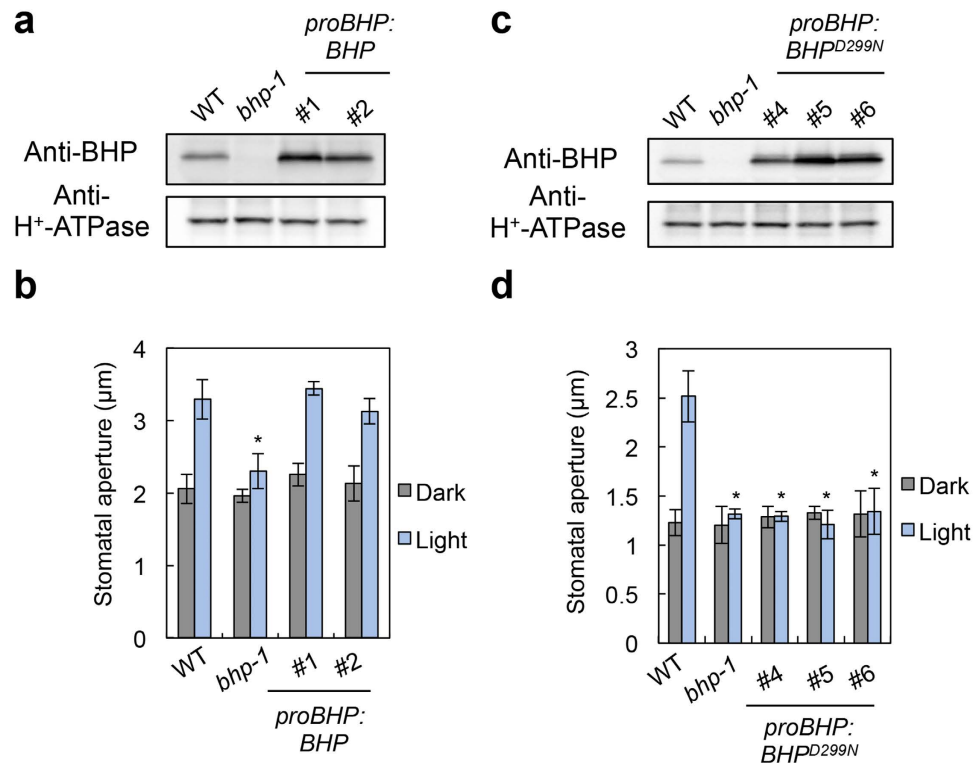 a
proBHP:
BHP
WT
bhp-1
#1
#2
Anti-BHP
Anti-
H⁺-ATPase
b
Stomatal aperture (µm)
4
3
2
1
0
*
Dark
Light
WT
bhp-1
#1
#2
proBHP:
BHP
c
proBHP:
BHP^D299N
WT
bhp-1
#4
#5
#6
Anti-BHP
Anti-
H⁺-ATPase
d
Stomatal aperture (µm)
3
2.5
2
1.5
1
0.5
0
*
*
*
*
Dark
Light
WT
bhp-1
#4
#5
#6
proBHP:
BHP^D299N